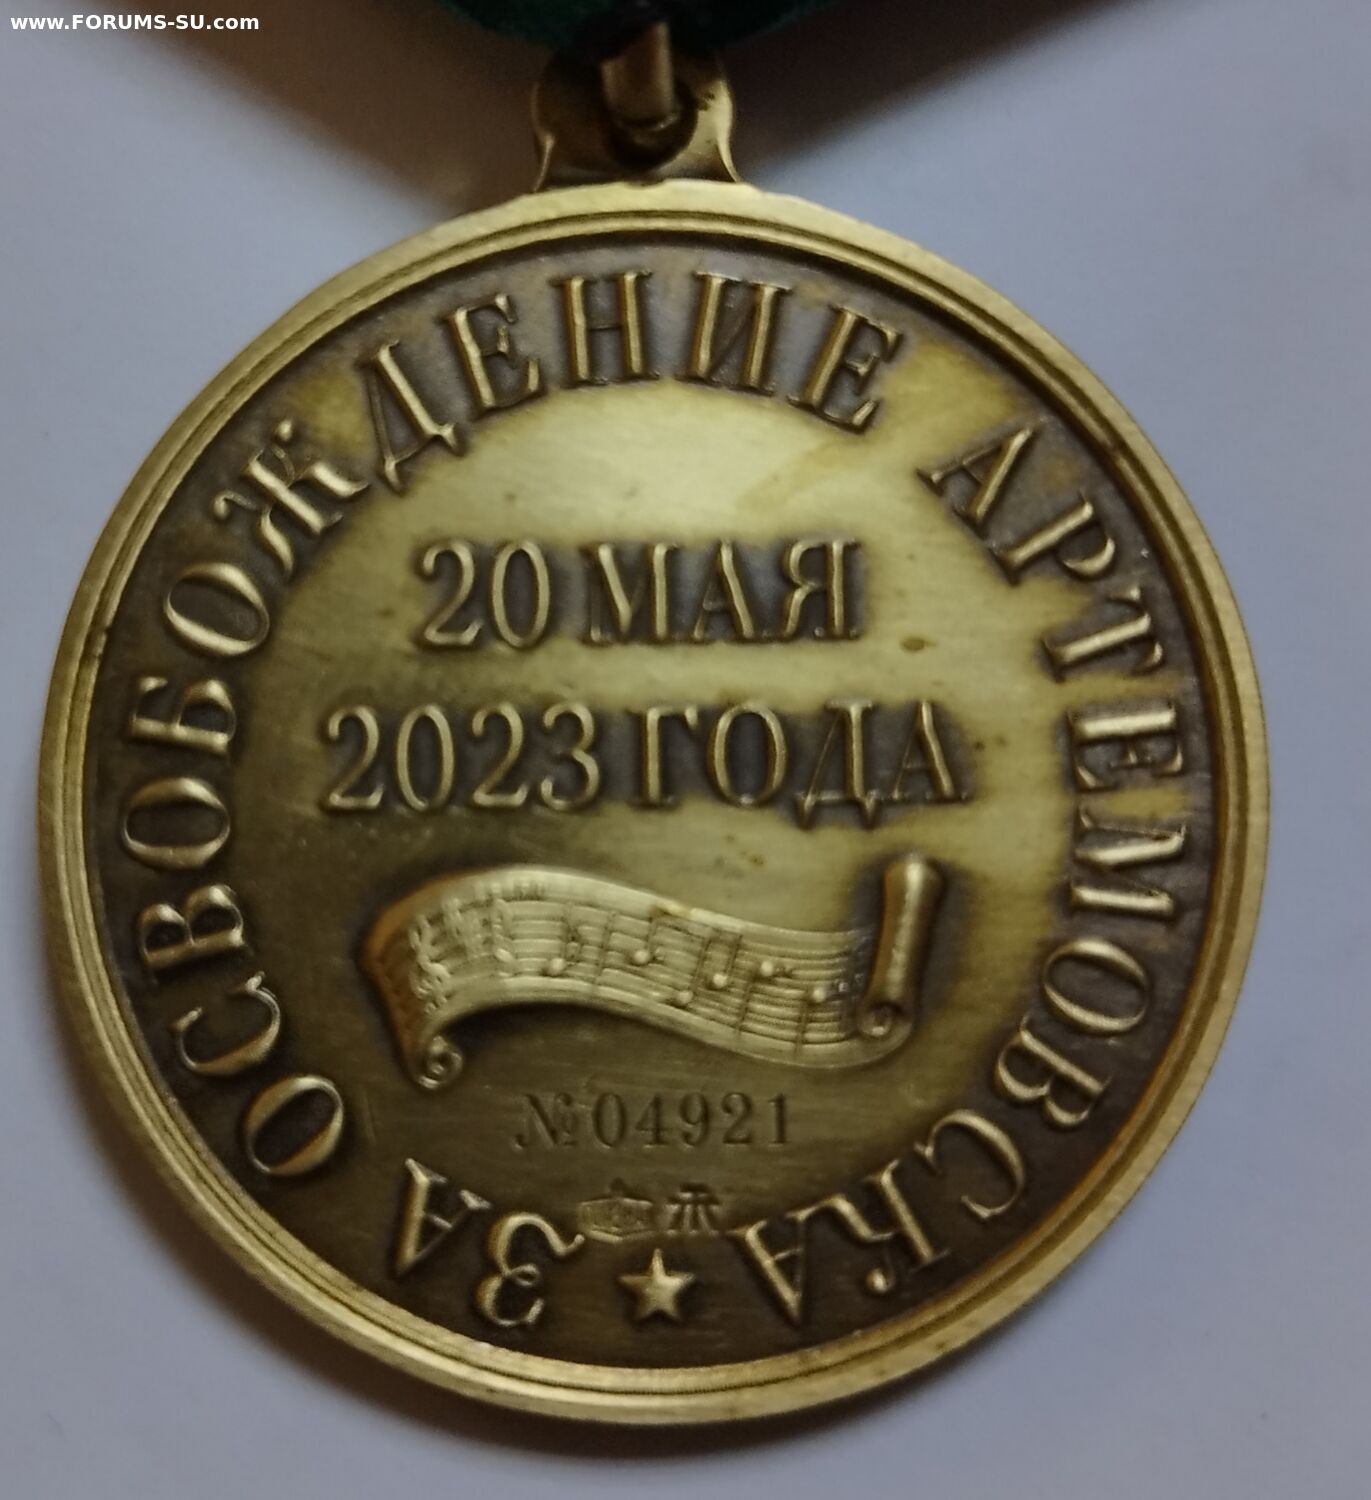 www.FORUMS-SU.com
ЗА ОСВОБОЖДЕНИЕ АРТЕМОВСКА
20 МАЯ
2023 ГОДА
№04921